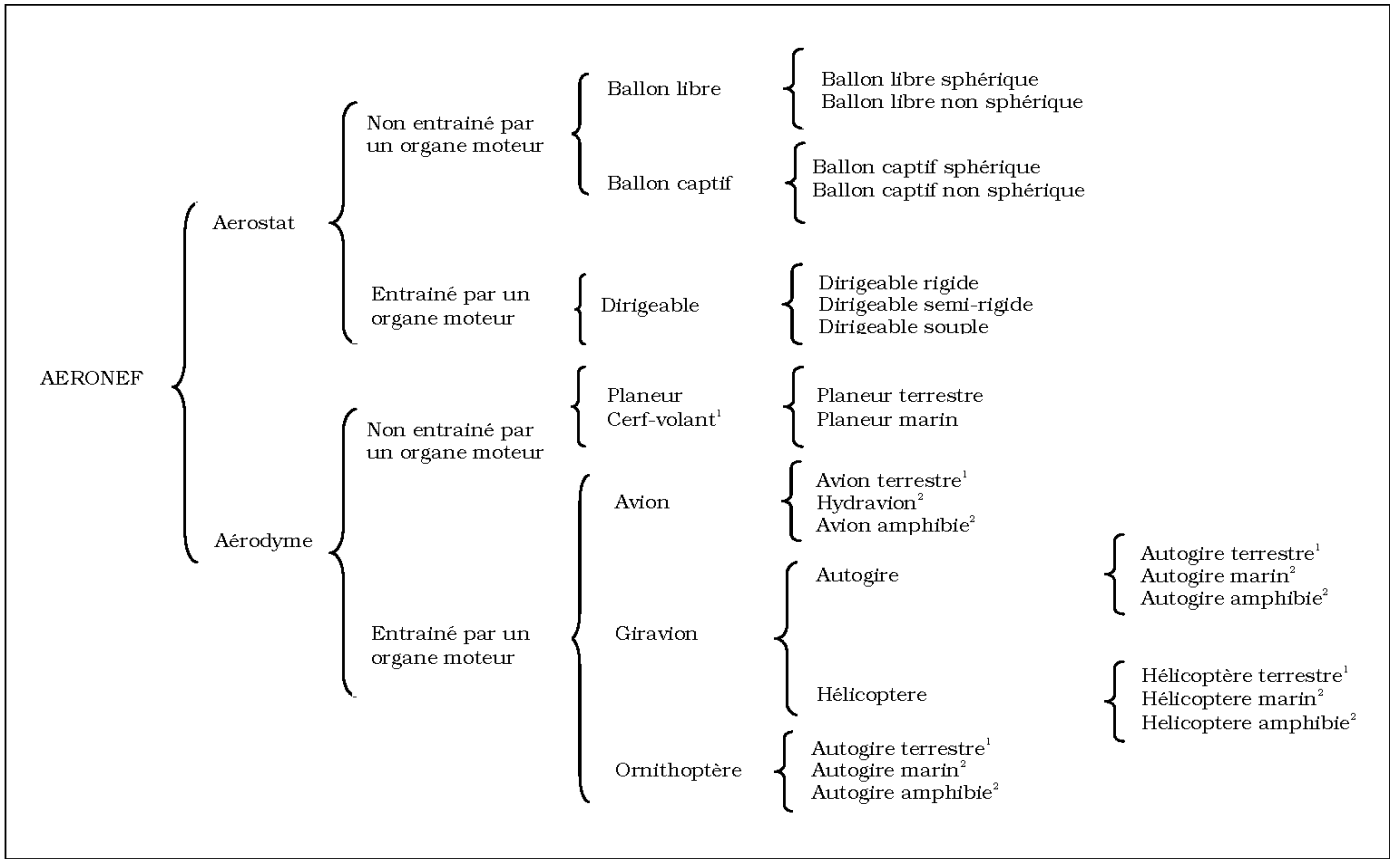 AERONEF
Aerostat
Non entrainé par
un organe moteur
Ballon libre
Ballon libre sphérique
Ballon libre non sphérique
Ballon captif
Ballon captif sphérique
Ballon captif non sphérique
Entrainé par un
organe moteur
Dirigeable
Dirigeable rigide
Dirigeable semi-rigide
Dirigeable souple
Aérodyme
Non entrainé par
un organe moteur
Planeur
Cerf-volant¹
Planeur terrestre
Planeur marin
Entrainé par un
organe moteur
Avion
Avion terrestre¹
Hydravion²
Avion amphibie²
Giravion
Autogire
Autogire terrestre¹
Autogire marin²
Autogire amphibie²
Hélicoptere
Hélicoptère terrestre¹
Hélicoptere marin²
Helicoptere amphibie²
Ornithoptère
Autogire terrestre¹
Autogire marin²
Autogire amphibie²